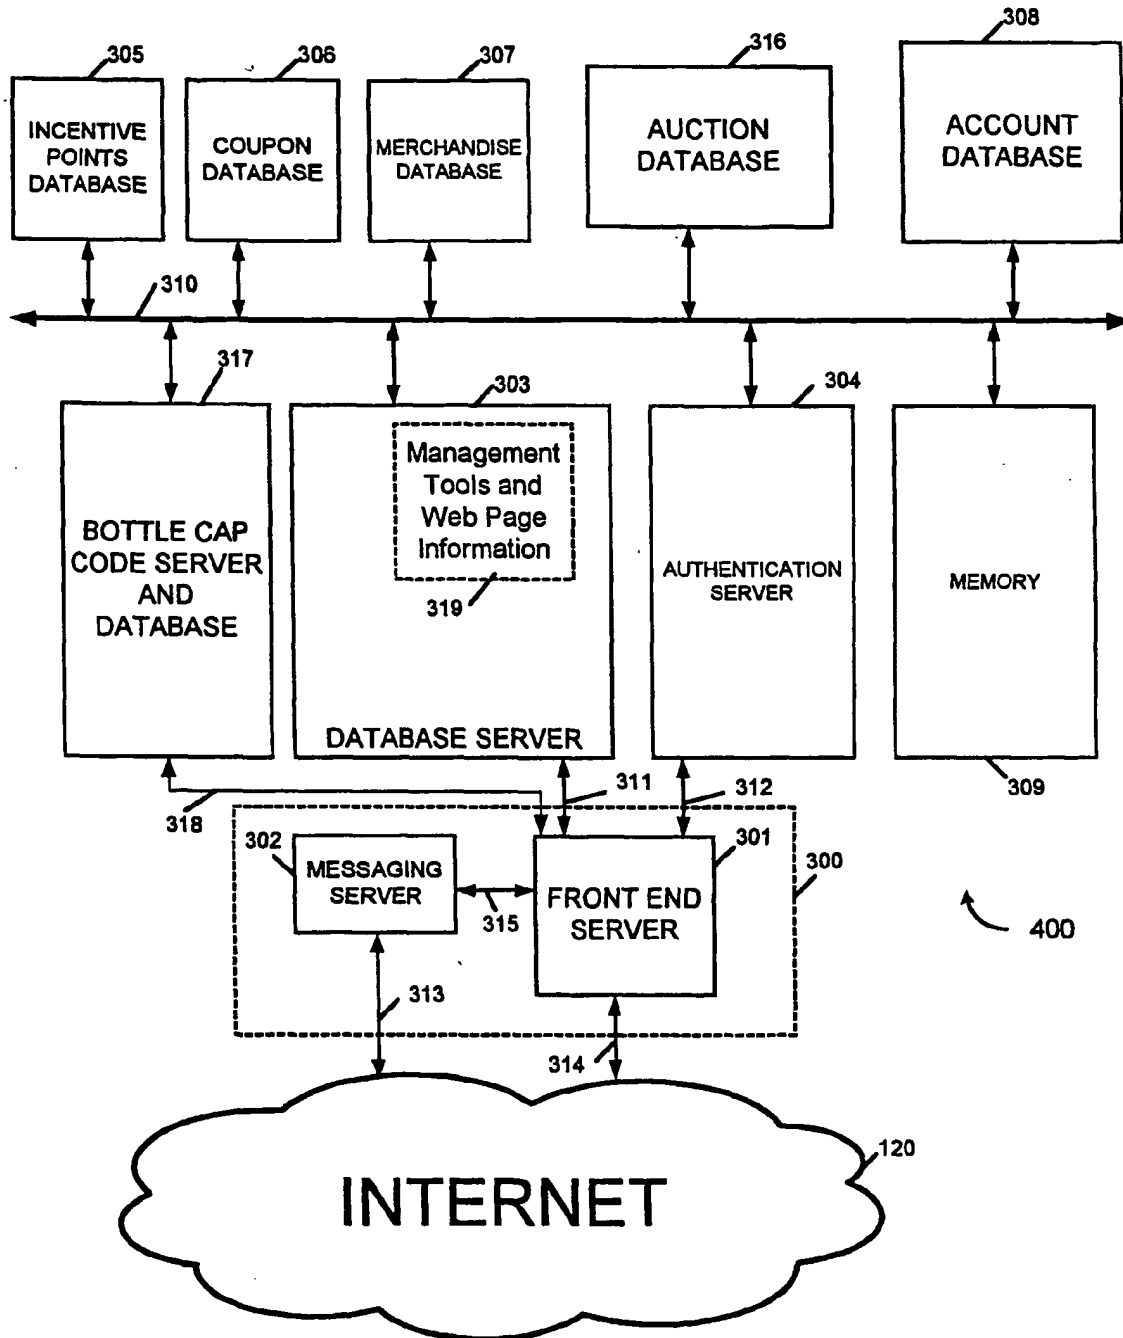 305
306
307
316
308
INCENTIVE
POINTS
DATABASE
COUPON
DATABASE
MERCHANDISE
DATABASE
AUCTION
DATABASE
ACCOUNT
DATABASE
310
317
303
304
Management
Tools and
Web Page
Information
319
BOTTLE CAP
CODE SERVER
AND
DATABASE
AUTHENTICATION
SERVER
MEMORY
DATABASE SERVER
311
312
309
318
302
301
300
MESSAGING
SERVER
315
FRONT END
SERVER
400
313
314
120
INTERNET